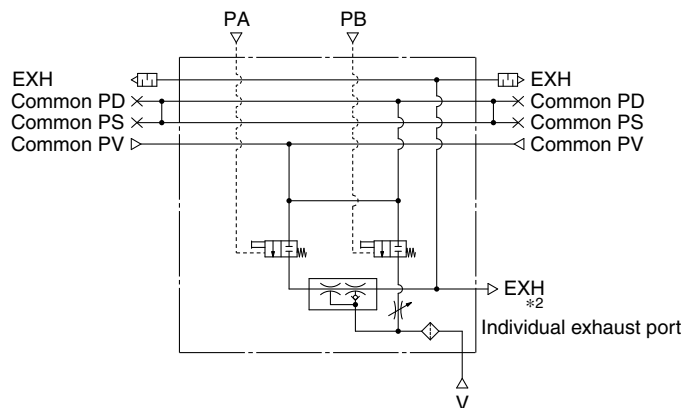 PA
PB
EXH
EXH
Common PD
Common PD
Common PS
Common PS
Common PV
Common PV
EXH
*2
Individual exhaust port
V